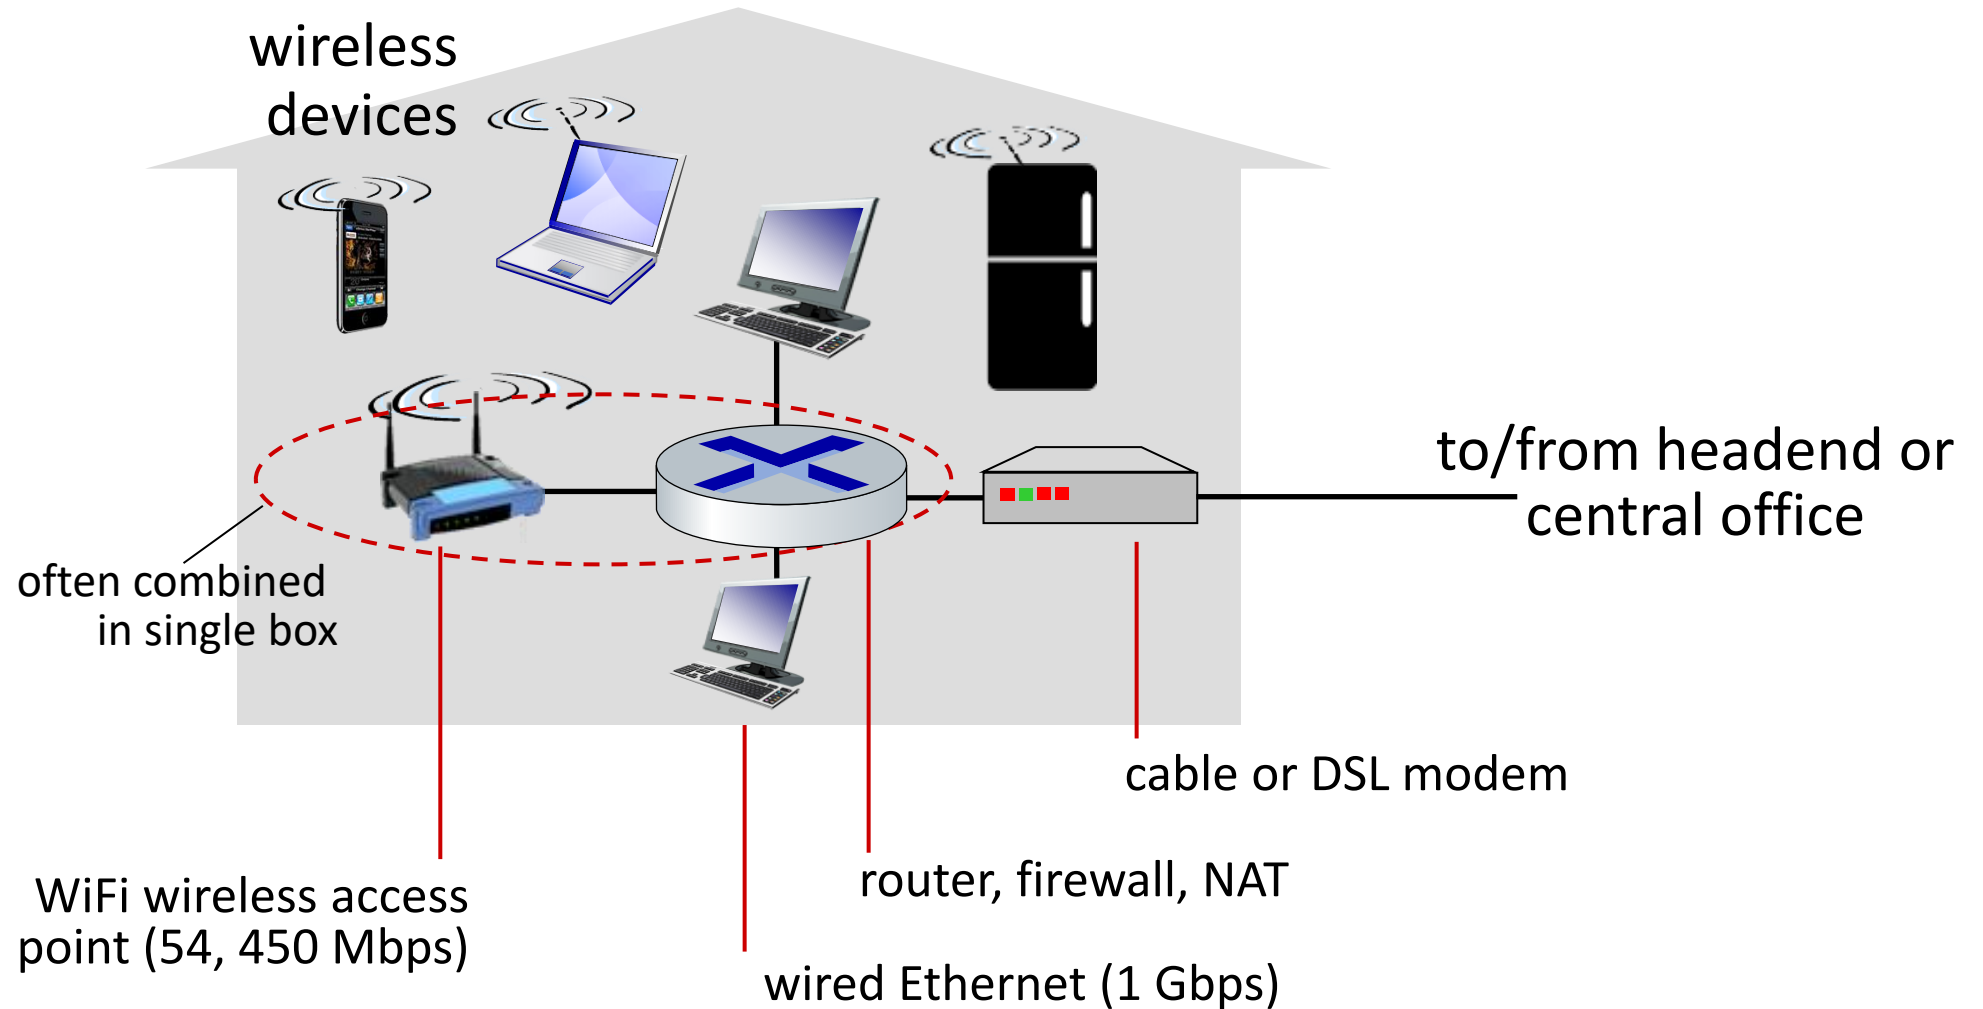 wireless
devices
to/from headend or
central office
often combined
in single box
cable or DSL modem
router, firewall, NAT
WiFi wireless access
point (54, 450 Mbps)
wired Ethernet (1 Gbps)